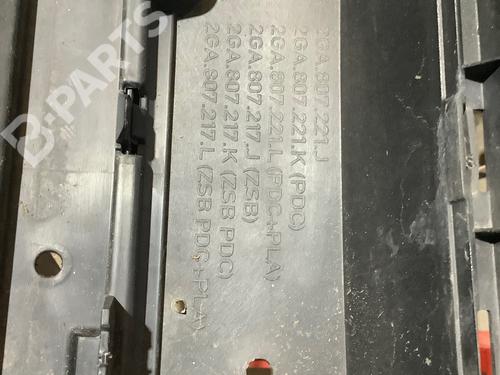 2GA.807.221.J
2GA.807.221.K (PDC)
2GA.807.221.L (PDC+PLA)
2GA.807.217.J (ZSB)
2GA.807.217.K (ZSB PDC)
2GA.807.217.L (ZSB PDC+PLA)
B-PARTS